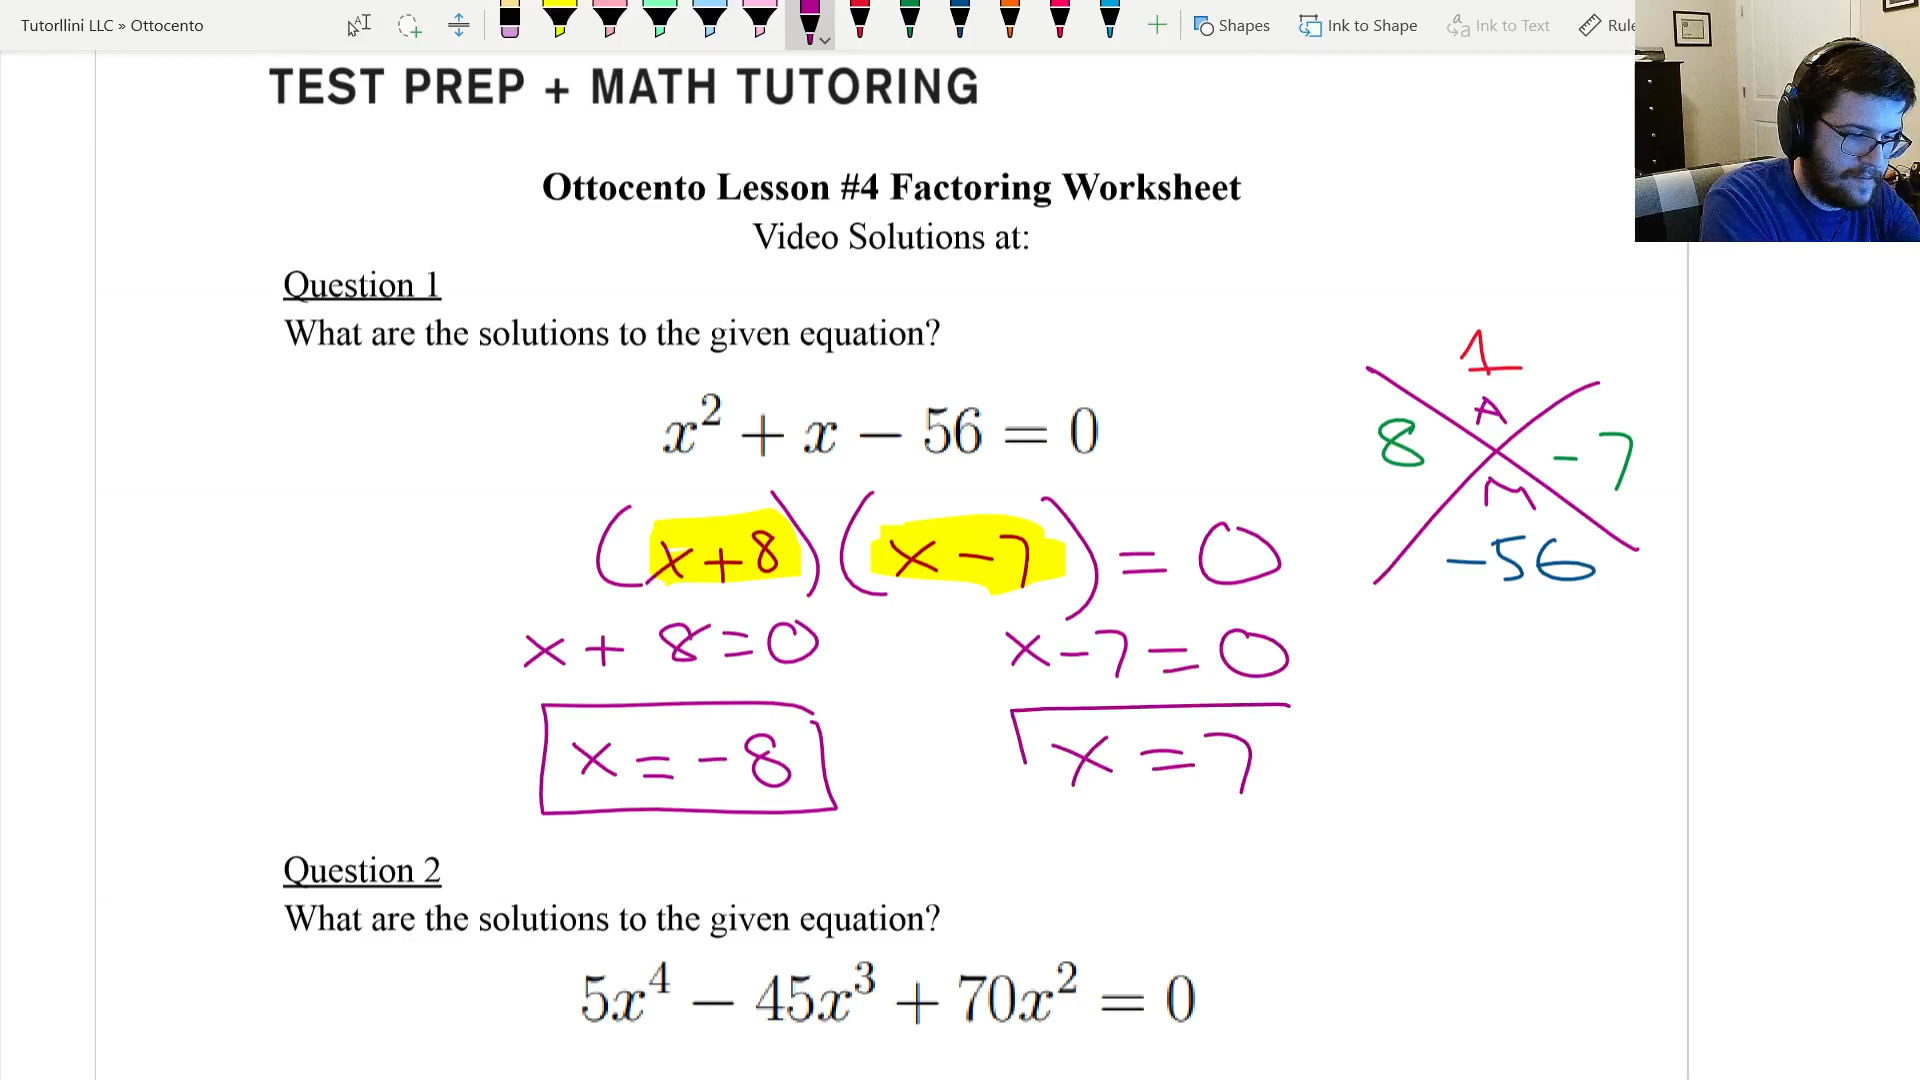 Tutorllini LLC » Ottocento
Shapes
Ink to Shape
Ink to Text
TEST PREP + MATH TUTORING
Ottocento Lesson #4 Factoring Worksheet
Video Solutions at:
Question 1
What are the solutions to the given equation?
x² + x − 56 = 0
(x+8)(x−7) = 0
x + 8 = 0
x − 7 = 0
x = −8
x = 7
1
A
8
−7
M
−56
Question 2
What are the solutions to the given equation?
5x⁴ − 45x³ + 70x² = 0